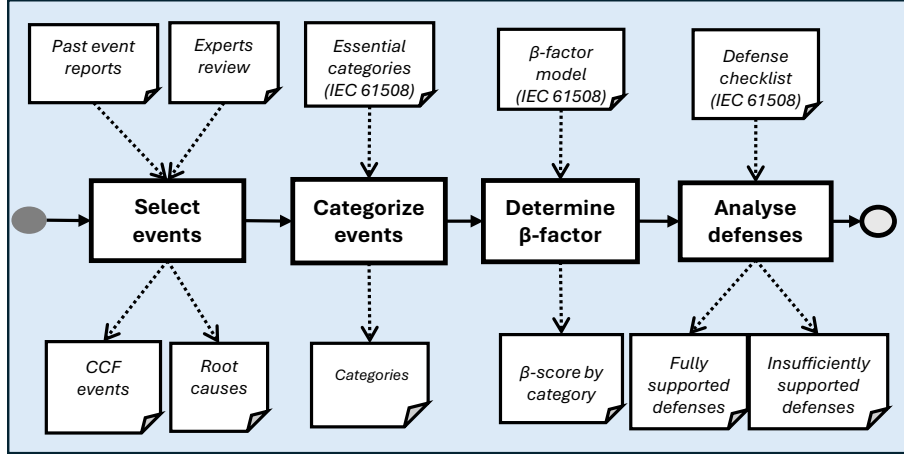 Past event
reports
Experts
review
Essential
categories
(IEC 61508)
β-factor
model
(IEC 61508)
Defense
checklist
(IEC 61508)
Select
events
Categorize
events
Determine
β-factor
Analyse
defenses
CCF
events
Root
causes
Categories
β-score by
category
Fully
supported
defenses
Insufficiently
supported
defenses